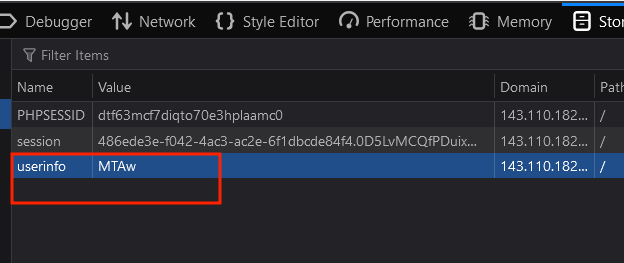 Debugger Network Style Editor Performance Memory Stor
Filter Items
Name Value Domain Path
PHPSESSID dtf63mcf7diqto70e3hplaamc0 143.110.182... /
session 486ede3e-f042-4ac3-ac2e-6f1dbcde84f4.0D5LvMCQfPDuix... 143.110.182... /
userinfo MTAw 143.110.182... /